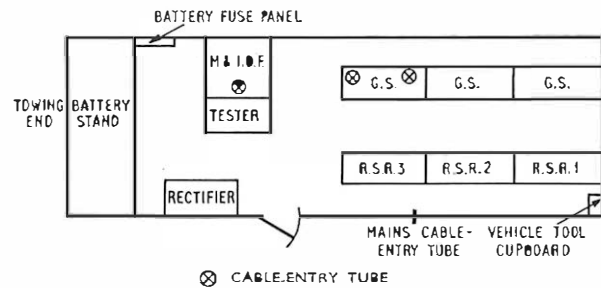 BATTERY FUSE PANEL
M & I.D.F.
G.S.
G.S.
G.S.
TOWING
END
BATTERY
STAND
TESTER
RECTIFIER
R.S.R.3
R.S.R.2
R.S.R.1
MAINS CABLE-
ENTRY TUBE
VEHICLE TOOL
CUPBOARD
CABLE-ENTRY TUBE